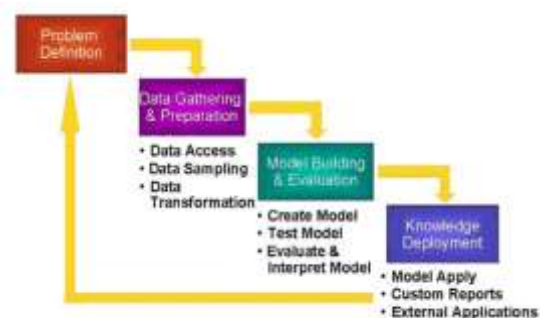 Problem
Definition
Data Gathering
& Preparation
• Data Access
• Data Sampling
• Data
Transformation
Model Building
& Evaluation
• Create Model
• Test Model
• Evaluate &
Interpret Model
Knowledge
Deployment
• Model Apply
• Custom Reports
• External Applications